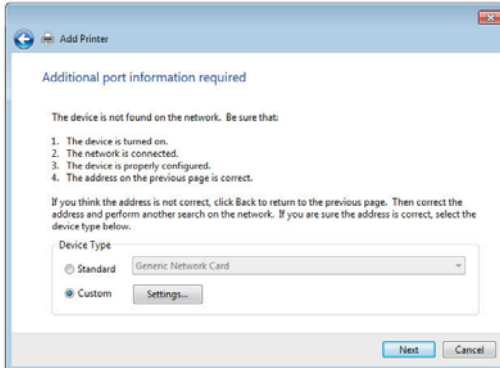 Add Printer
Additional port information required
The device is not found on the network. Be sure that:
1. The device is turned on.
2. The network is connected.
3. The device is properly configured.
4. The address on the previous page is correct.
If you think the address is not correct, click Back to return to the previous page. Then correct the
address and perform another search on the network. If you are sure the address is correct, select the
device type below.
Device Type
Standard Generic Network Card
Custom Settings...
Next Cancel